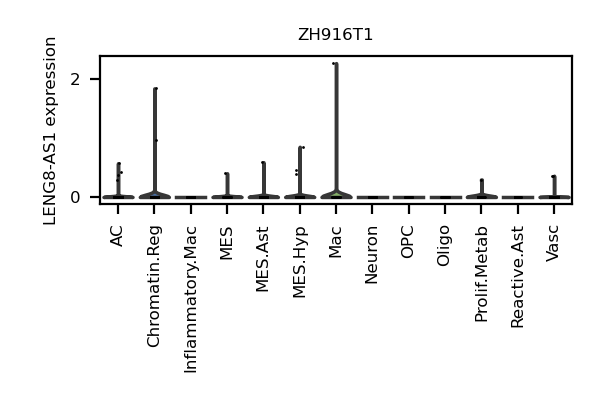 ZH916T1
LENG8-AS1 expression
2
0
AC
Chromatin.Reg
Inflammatory.Mac
MES
MES.Ast
MES.Hyp
Mac
Neuron
OPC
Oligo
Prolif.Metab
Reactive.Ast
Vasc